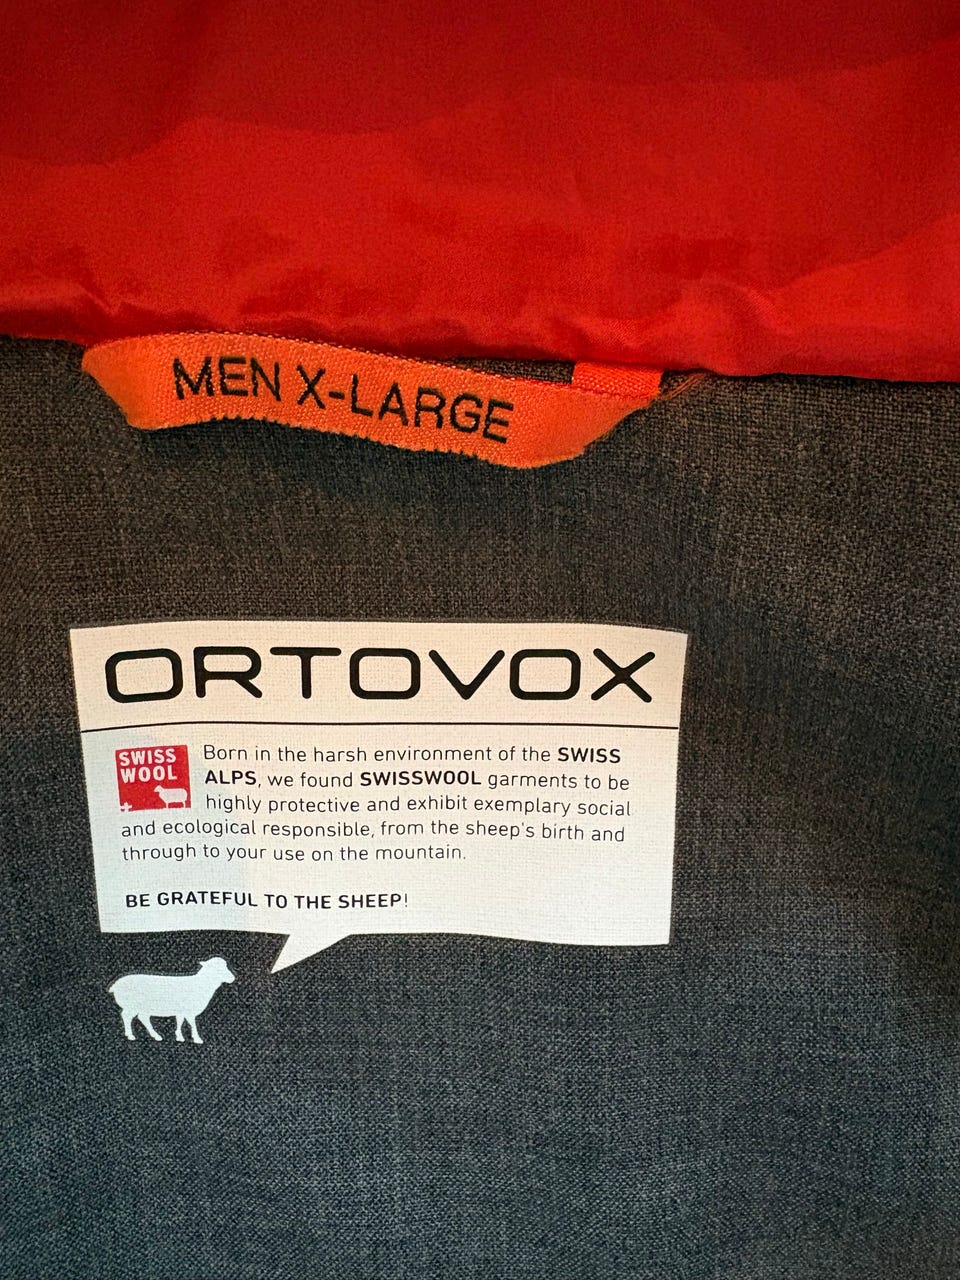 MEN X-LARGE
ORTOVOX
SWISS
WOOL
Born in the harsh environment of the SWISS
ALPS, we found SWISSWOOL garments to be
highly protective and exhibit exemplary social
and ecological responsible, from the sheep's birth and
through to your use on the mountain.
BE GRATEFUL TO THE SHEEP!